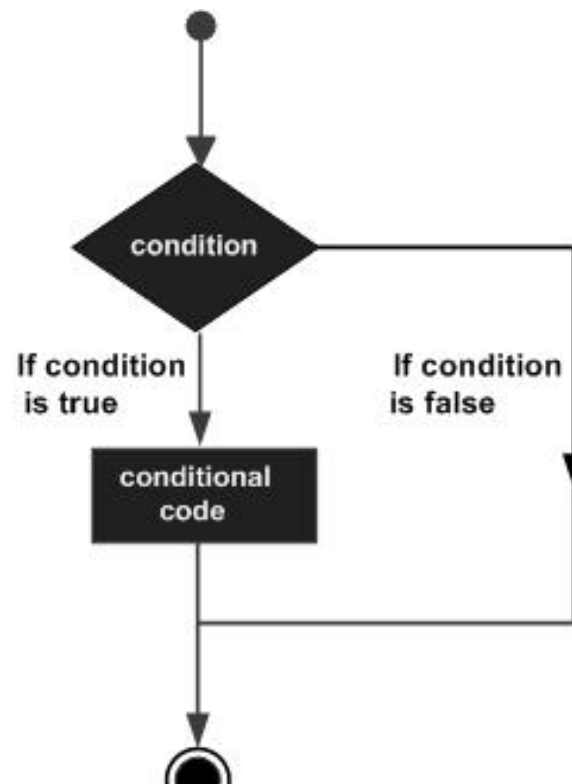 condition
If condition
is true
If condition
is false
conditional
code